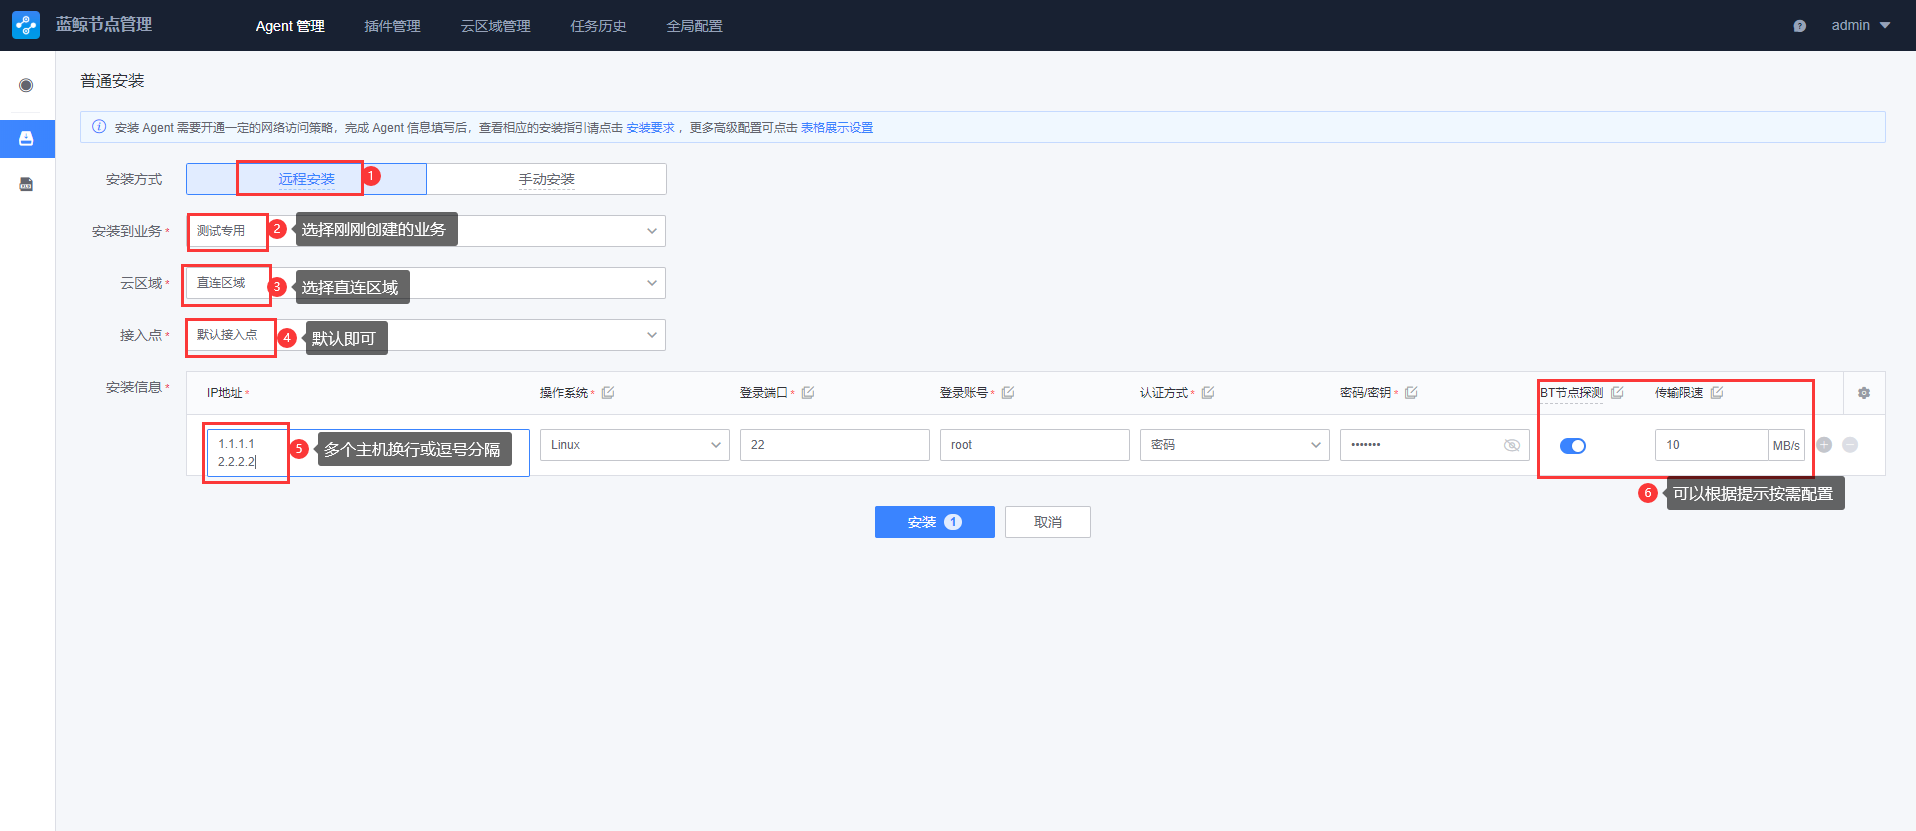 蓝鲸节点管理
Agent 管理 插件管理 云区域管理 任务历史 全局配置 admin
普通安装
安装 Agent 需要开通一定的网络访问策略，完成 Agent 信息填写后，查看相应的安装指引请点击 安装要求 ，更多高级配置可点击 表格展示设置
安装方式 远程安装 1 手动安装
安装到业务 * 测试专用 2 选择刚刚创建的业务
云区域 * 直连区域 3 选择直连区域
接入点 * 默认接入点 4 默认即可
安装信息 * IP地址 * 操作系统 * 登录端口 * 登录账号 * 认证方式 * 密码/密钥 * BT节点探测 传输限速
1.1.1.1
2.2.2.2 5 多个主机换行或逗号分隔 Linux 22 root 密码 ••••••• 10 MB/s
6 可以根据提示按需配置
安装 1 取消